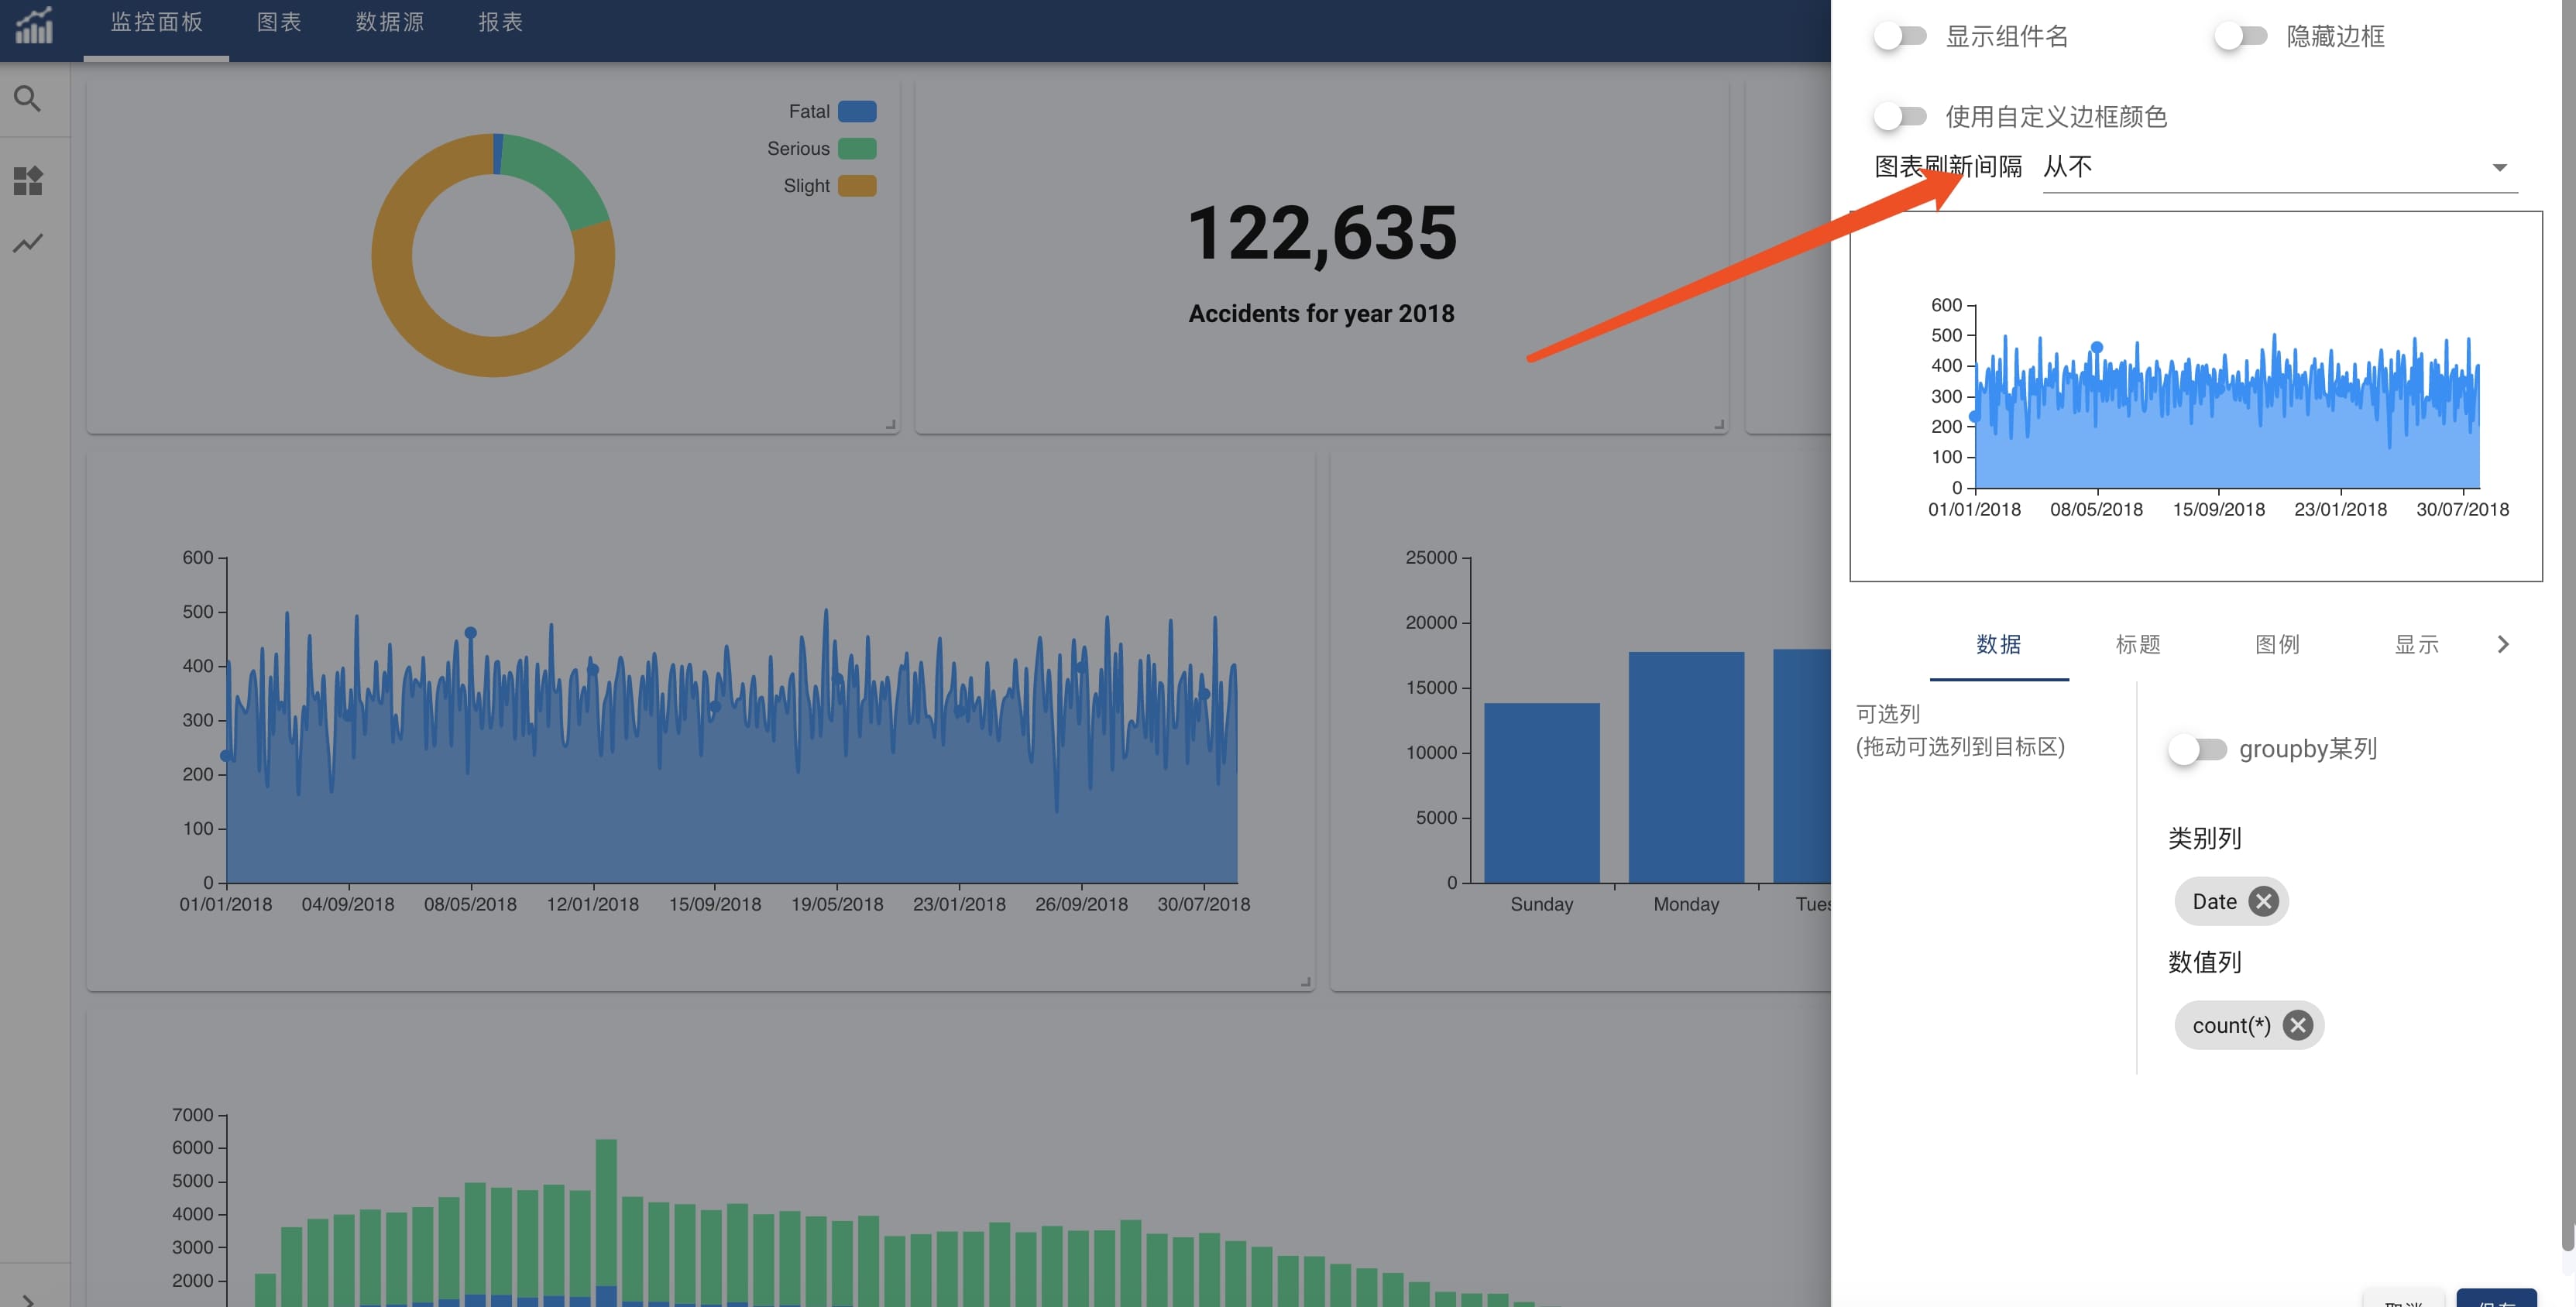 监控面板 图表 数据源 报表
Fatal
Serious
Slight
122,635
Accidents for year 2018
600
500
400
300
200
100
0
01/01/2018 04/09/2018 08/05/2018 12/01/2018 15/09/2018 19/05/2018 23/01/2018 26/09/2018 30/07/2018
25000
20000
15000
10000
5000
0
Sunday Monday
7000
6000
5000
4000
3000
2000
显示组件名 隐藏边框
使用自定义边框颜色
图表刷新间隔 从不
600
500
400
300
200
100
0
01/01/2018 08/05/2018 15/09/2018 23/01/2018 30/07/2018
数据 标题 图例 显示
可选列
(拖动可选列到目标区)
groupby某列
类别列
Date
数值列
count(*)